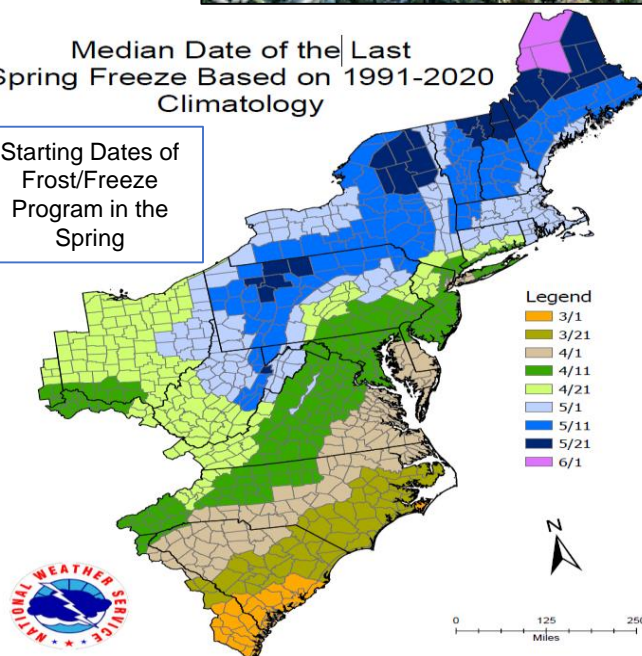 Median Date of the Last
Spring Freeze Based on 1991-2020
Climatology
Starting Dates of
Frost/Freeze
Program in the
Spring
Legend
3/1
3/21
4/1
4/11
4/21
5/1
5/11
5/21
6/1
N
0 125 250
Miles
NATIONAL WEATHER SERVICE